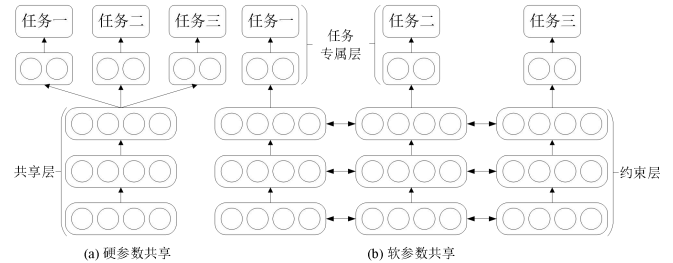 任务一 任务二 任务三 任务一 任务二 任务三
任务
专属层
共享层
约束层
(a) 硬参数共享 (b) 软参数共享